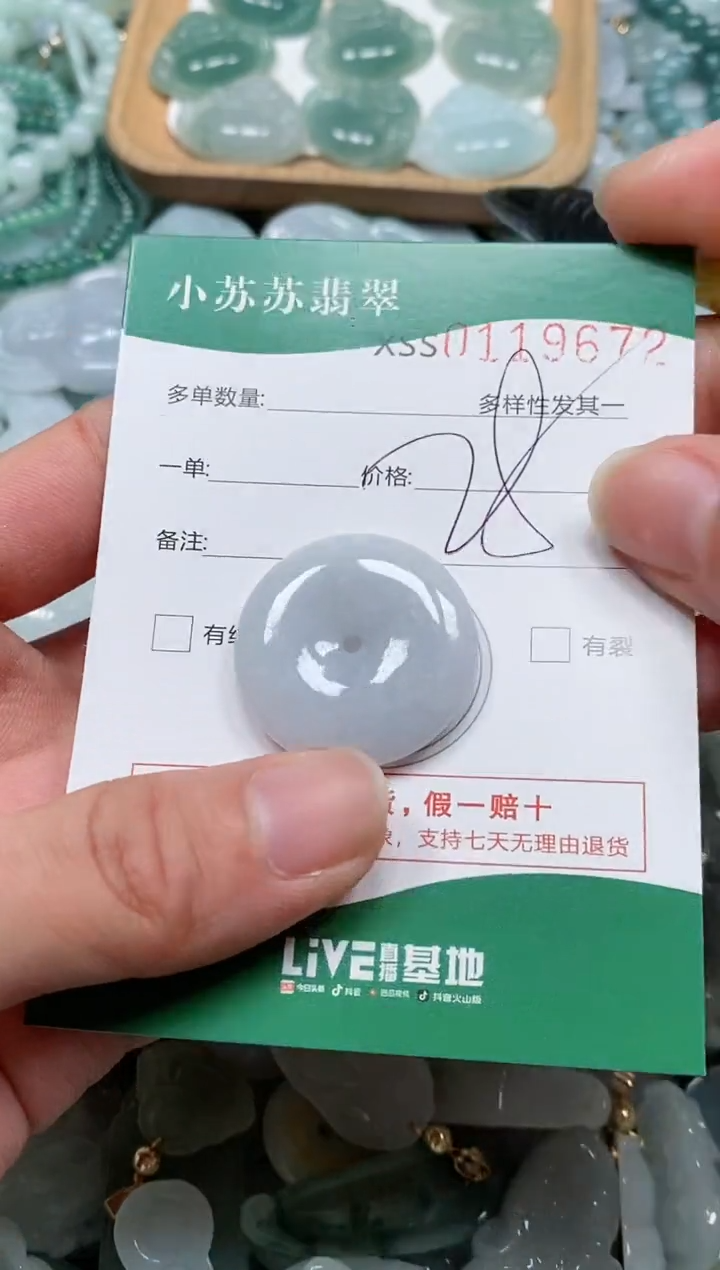 小苏苏翡翠
xss0119672
多单数量:
多样性发其一
一单:
价格:
备注:
有
有裂
，假一赔十
，支持七天无理由退货
LiVE直播基地
今日头条 抖音 西瓜视频 抖音火山版